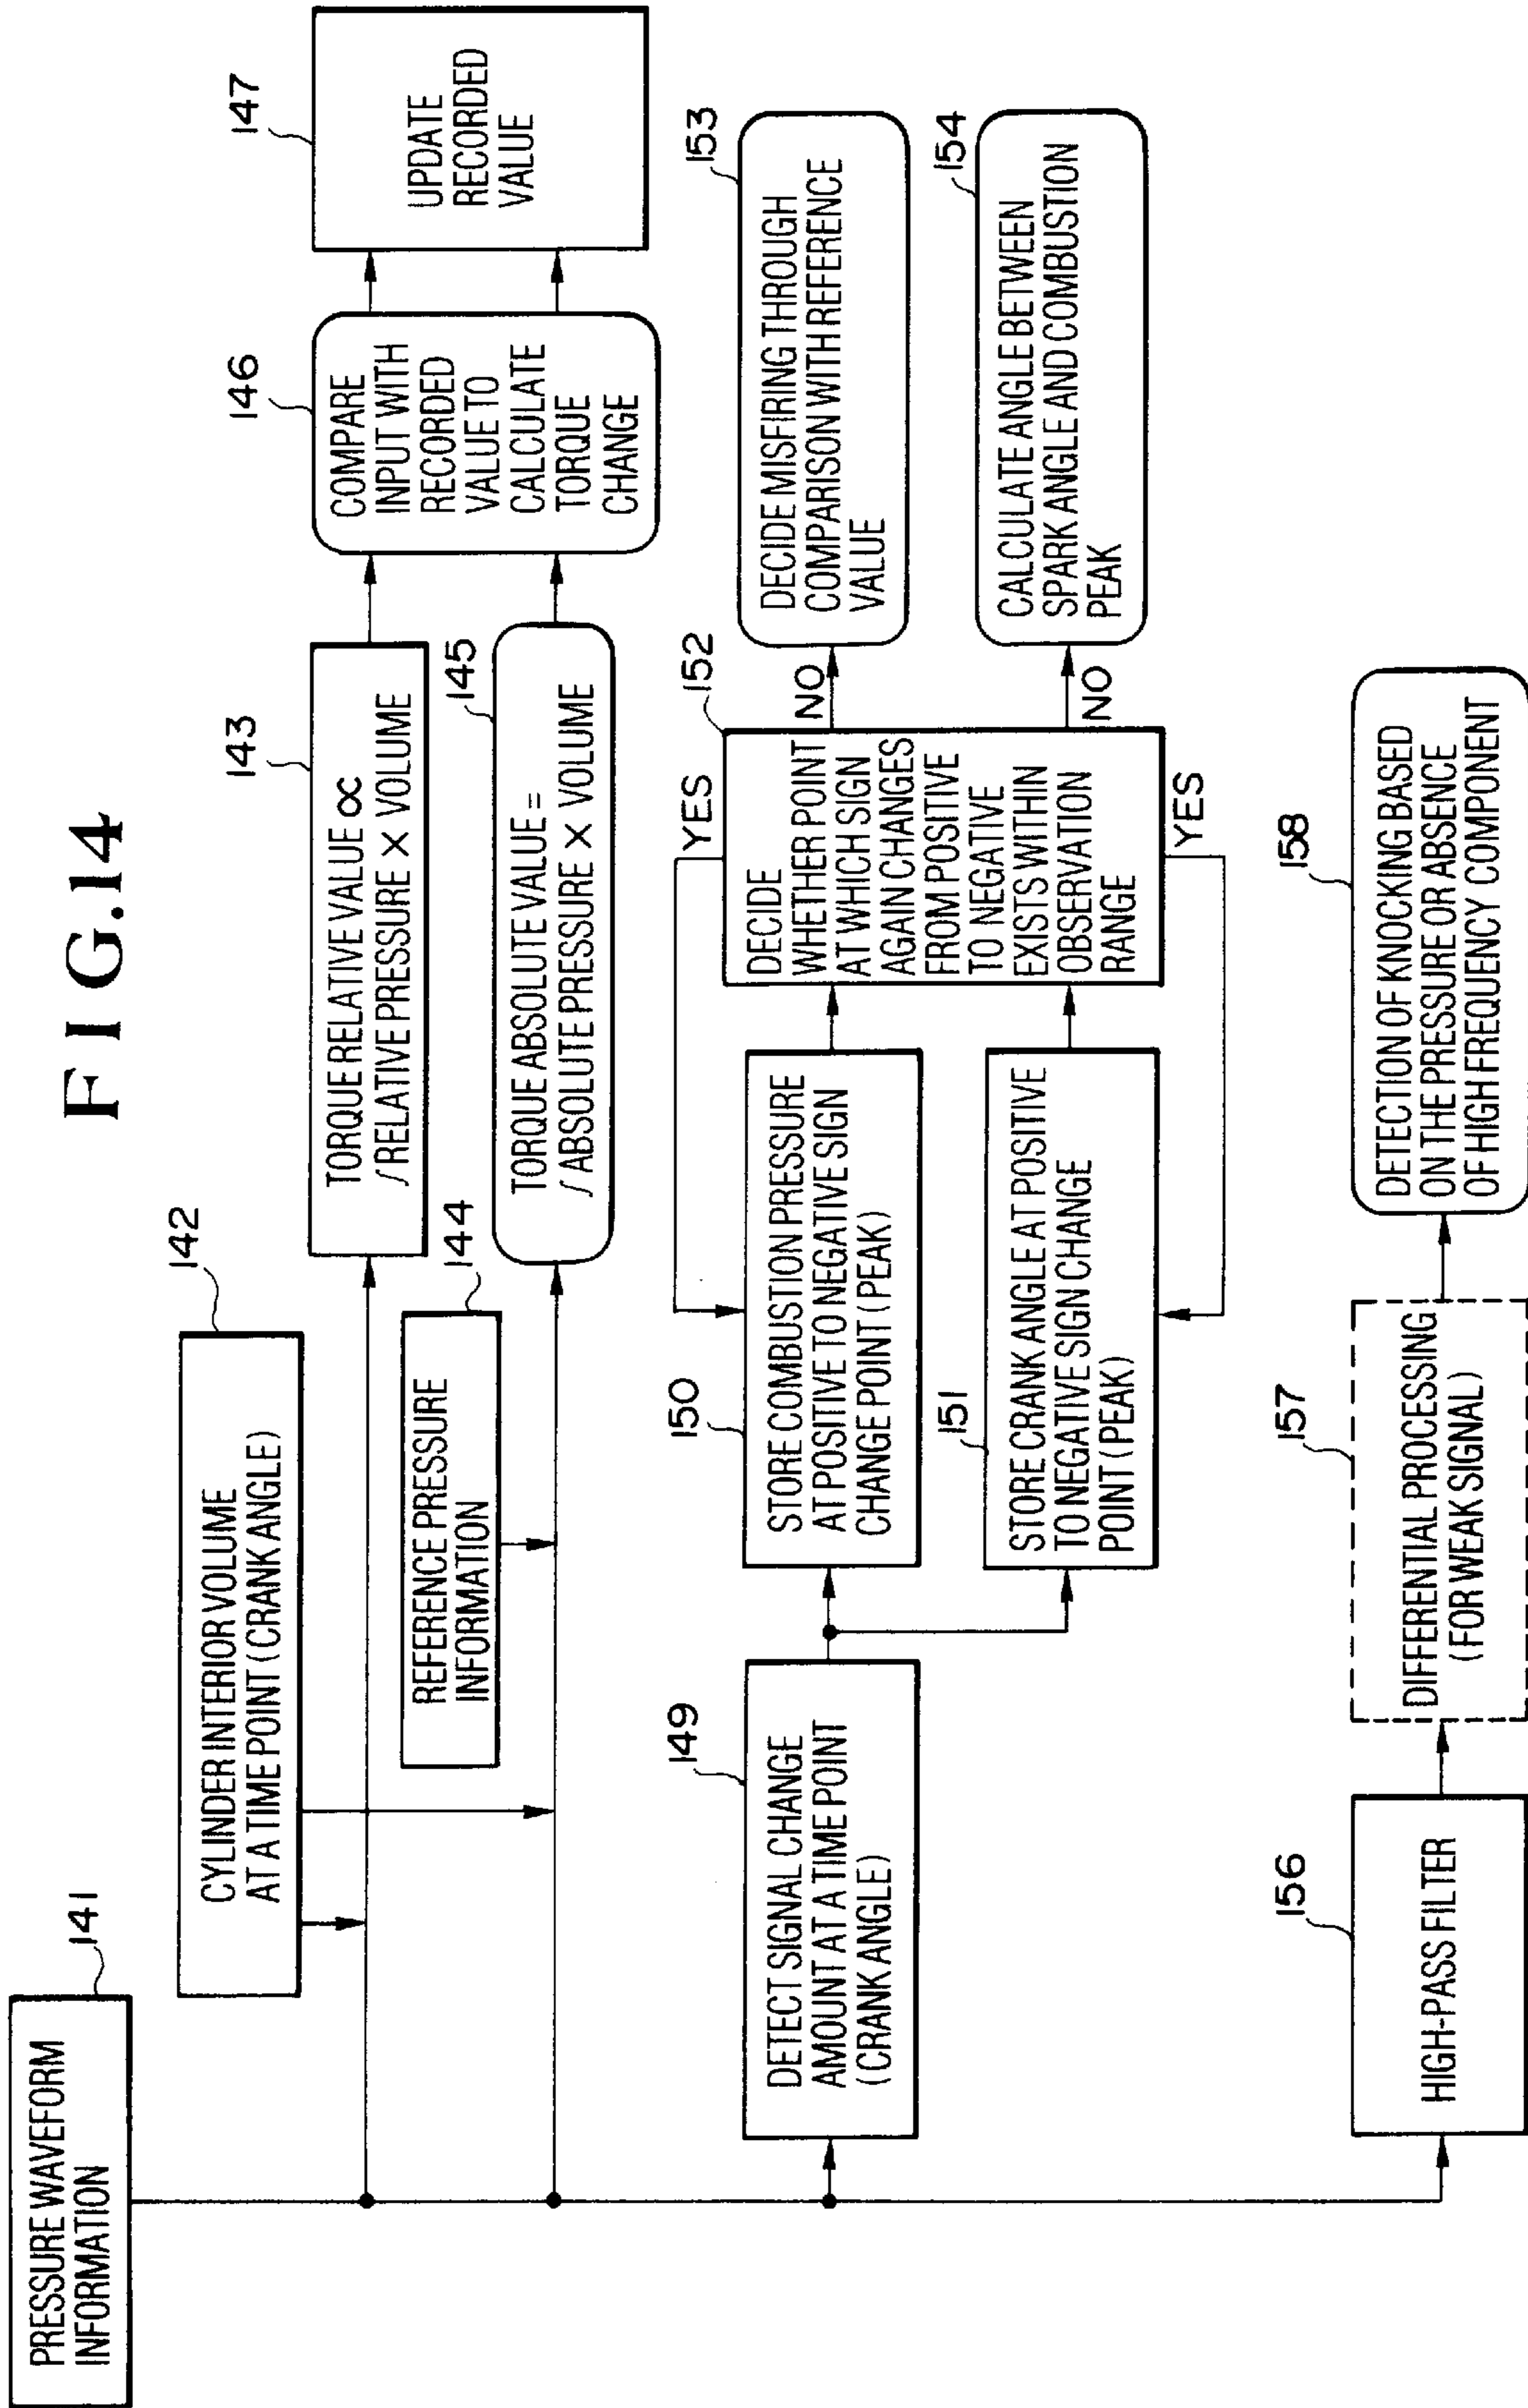 FIG.14
141
PRESSURE WAVEFORM
INFORMATION
142
CYLINDER INTERIOR VOLUME
AT A TIME POINT (CRANK ANGLE)
143
TORQUE RELATIVE VALUE ∝
∫RELATIVE PRESSURE × VOLUME
144
REFERENCE PRESSURE
INFORMATION
145
TORQUE ABSOLUTE VALUE =
∫ABSOLUTE PRESSURE × VOLUME
146
COMPARE
INPUT WITH
RECORDED
VALUE TO
CALCULATE
TORQUE
CHANGE
147
UPDATE
RECORDED
VALUE
149
DETECT SIGNAL CHANGE
AMOUNT AT A TIME POINT
(CRANK ANGLE)
150
STORE COMBUSTION PRESSURE
AT POSITIVE TO NEGATIVE SIGN
CHANGE POINT (PEAK)
151
STORE CRANK ANGLE AT POSITIVE
TO NEGATIVE SIGN CHANGE
POINT (PEAK)
YES
152
DECIDE
WHETHER POINT
AT WHICH SIGN
AGAIN CHANGES
FROM POSITIVE
TO NEGATIVE
EXISTS WITHIN
OBSERVATION
RANGE
YES
NO
153
DECIDE MISFIRING THROUGH
COMPARISON WITH REFERENCE
VALUE
NO
154
CALCULATE ANGLE BETWEEN
SPARK ANGLE AND COMBUSTION
PEAK
156
HIGH-PASS FILTER
157
DIFFERENTIAL PROCESSING
(FOR WEAK SIGNAL)
158
DETECTION OF KNOCKING BASED
ON THE PRESSURE OR ABSENCE
OF HIGH FREQUENCY COMPONENT